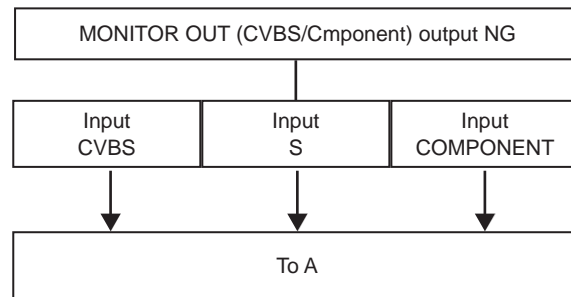 MONITOR OUT (CVBS/Cmponent) output NG
Input
CVBS
Input
S
Input
COMPONENT
To A